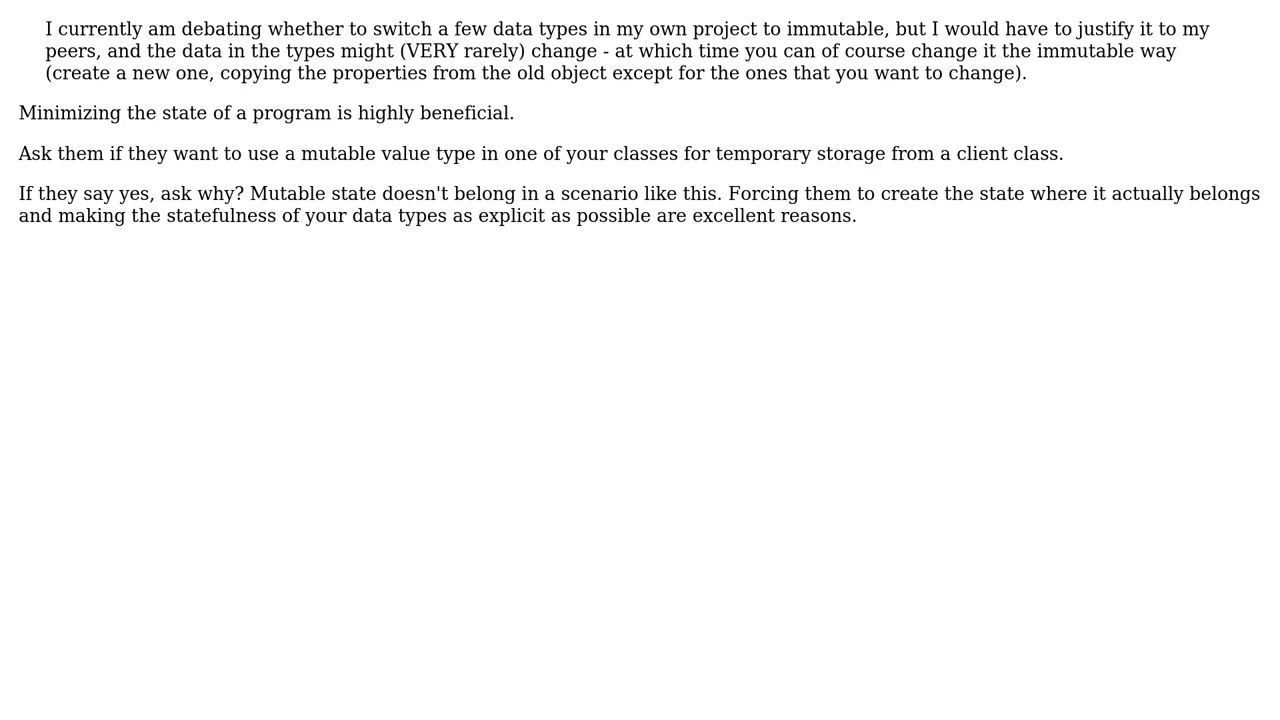 I currently am debating whether to switch a few data types in my own project to immutable, but I would have to justify it to my
peers, and the data in the types might (VERY rarely) change - at which time you can of course change it the immutable way
(create a new one, copying the properties from the old object except for the ones that you want to change).
Minimizing the state of a program is highly beneficial.
Ask them if they want to use a mutable value type in one of your classes for temporary storage from a client class.
If they say yes, ask why? Mutable state doesn't belong in a scenario like this. Forcing them to create the state where it actually belongs
and making the statefulness of your data types as explicit as possible are excellent reasons.